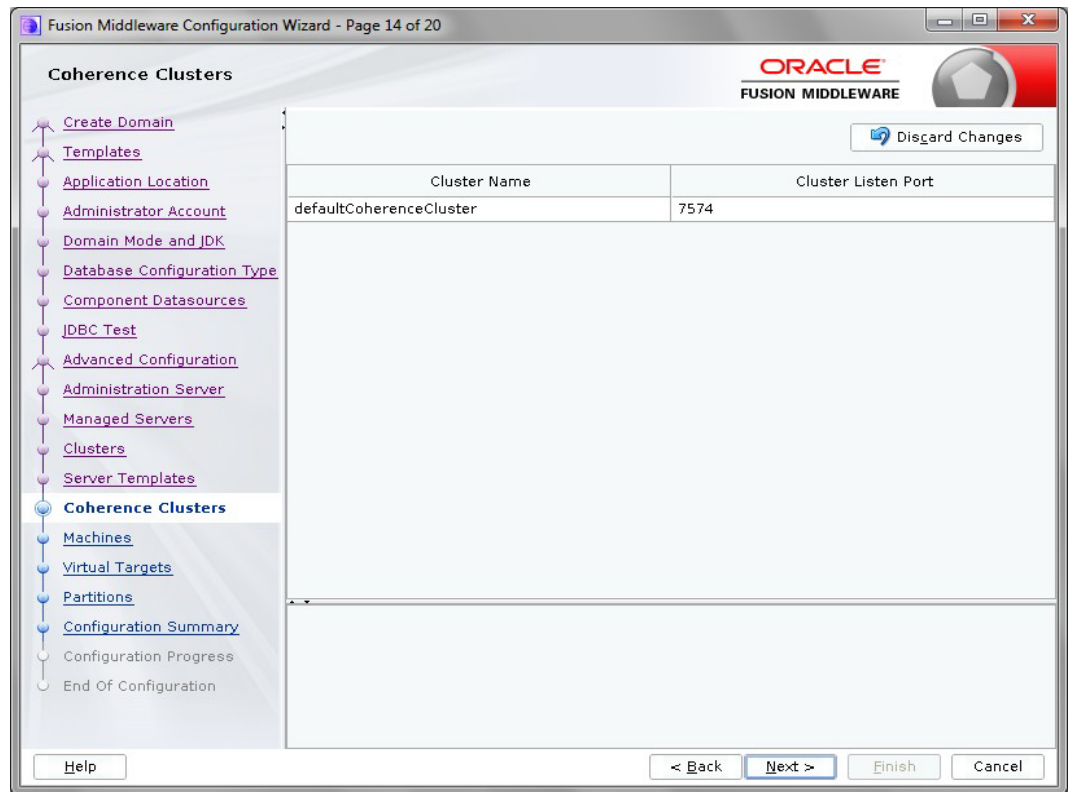 Fusion Middleware Configuration Wizard - Page 14 of 20
Coherence Clusters
ORACLE
FUSION MIDDLEWARE
Create Domain
Templates
Application Location
Administrator Account
Domain Mode and JDK
Database Configuration Type
Component Datasources
JDBC Test
Advanced Configuration
Administration Server
Managed Servers
Clusters
Server Templates
Coherence Clusters
Machines
Virtual Targets
Partitions
Configuration Summary
Configuration Progress
End Of Configuration
Discard Changes
Cluster Name Cluster Listen Port
defaultCoherenceCluster 7574
Help < Back Next > Finish Cancel